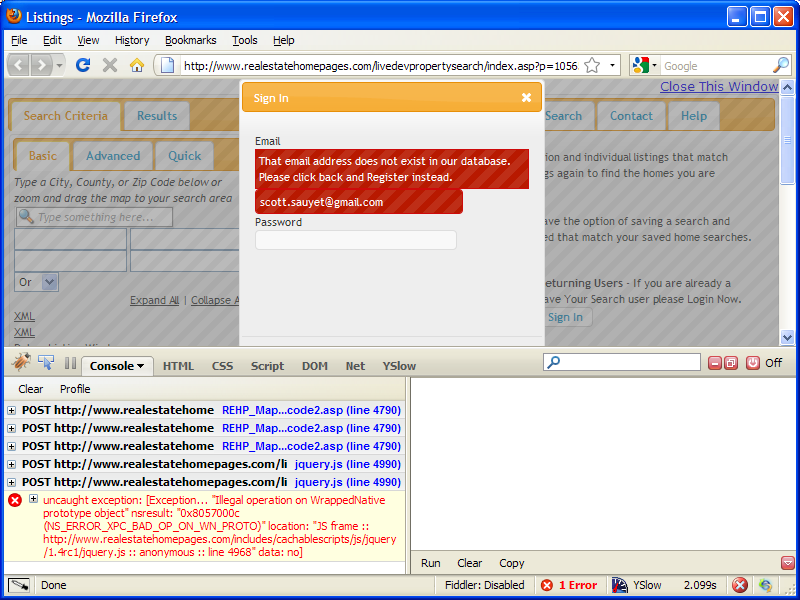 Listings - Mozilla Firefox
File Edit View History Bookmarks Tools Help
http://www.realestatehomepages.com/livedevpropertysearch/index.asp?p=1056
Google
Close This Window
Search Criteria Results Search Contact Help
Sign In
Basic Advanced Quick
Type a City, County, or Zip Code below or
zoom and drag the map to your search area
Type something here...
Or
Expand All | Collapse A
XML
XML
Email
That email address does not exist in our database.
Please click back and Register instead.
scott.sauyet@gmail.com
Password
tion and individual listings that match
gs again to find the homes you are
ave the option of saving a search and
ed that match your saved home searches.
eturning Users - If you are already a
ave Your Search user please Login Now.
Sign In
Console HTML CSS Script DOM Net YSlow Off
Clear Profile
POST http://www.realestatehome REHP_Map...code2.asp (line 4790)
POST http://www.realestatehome REHP_Map...code2.asp (line 4790)
POST http://www.realestatehome REHP_Map...code2.asp (line 4790)
POST http://www.realestatehomepages.com/li jquery.js (line 4990)
POST http://www.realestatehomepages.com/li jquery.js (line 4990)
uncaught exception: [Exception... "Illegal operation on WrappedNative
prototype object" nsresult: "0x8057000c
(NS_ERROR_XPC_BAD_OP_ON_WN_PROTO)" location: "JS frame ::
http://www.realestatehomepages.com/includes/cachablescripts/js/jquery
/1.4rc1/jquery.js :: anonymous :: line 4968" data: no]
Run Clear Copy
Done Fiddler: Disabled 1 Error YSlow 2.099s